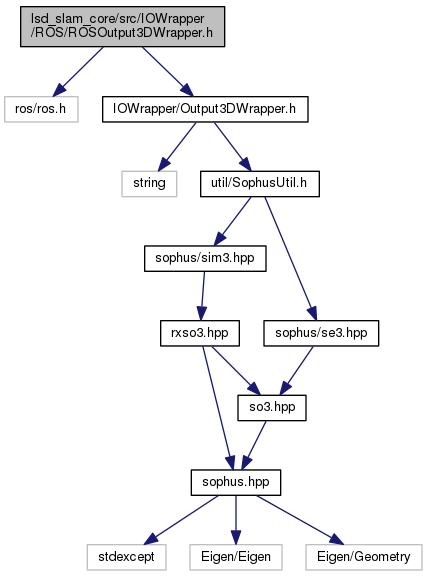 lsd_slam_core/src/IOWrapper
/ROS/ROSOutput3DWrapper.h
ros/ros.h
IOWrapper/Output3DWrapper.h
string
util/SophusUtil.h
sophus/sim3.hpp
rxso3.hpp
sophus/se3.hpp
so3.hpp
sophus.hpp
stdexcept
Eigen/Eigen
Eigen/Geometry